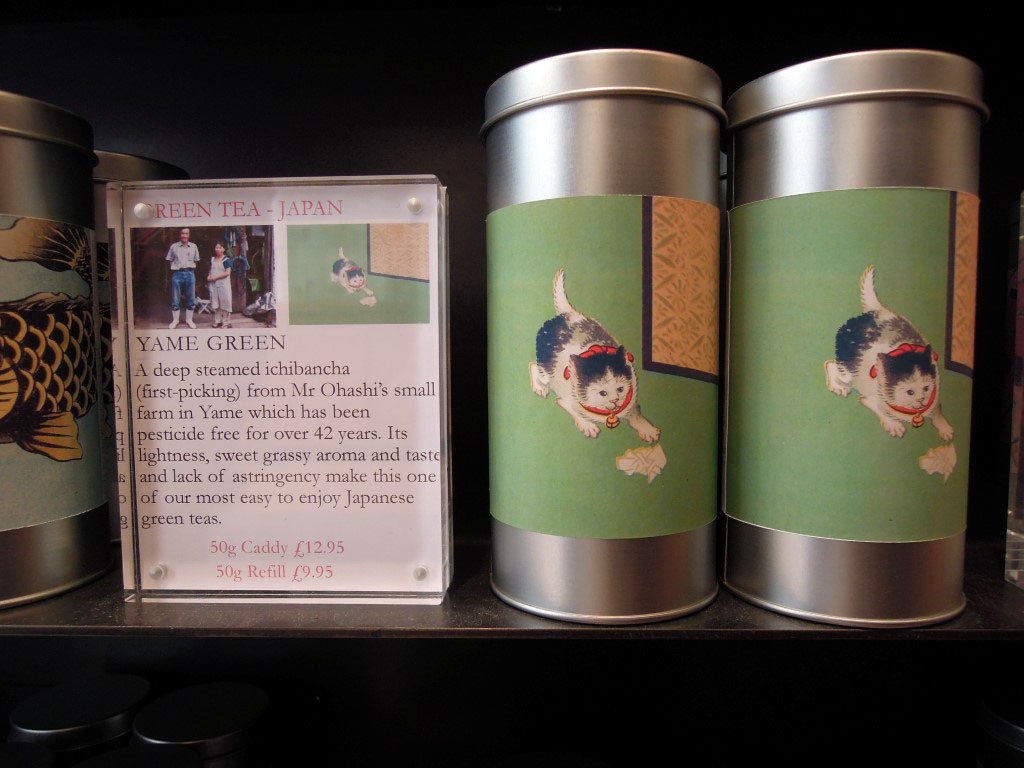 GREEN TEA - JAPAN
YAME GREEN
A deep steamed ichibancha
(first-picking) from Mr Ohashi's small
farm in Yame which has been
pesticide free for over 42 years. Its
lightness, sweet grassy aroma and taste
and lack of astringency make this one
of our most easy to enjoy Japanese
green teas.
50g Caddy £12.95
50g Refill £9.95